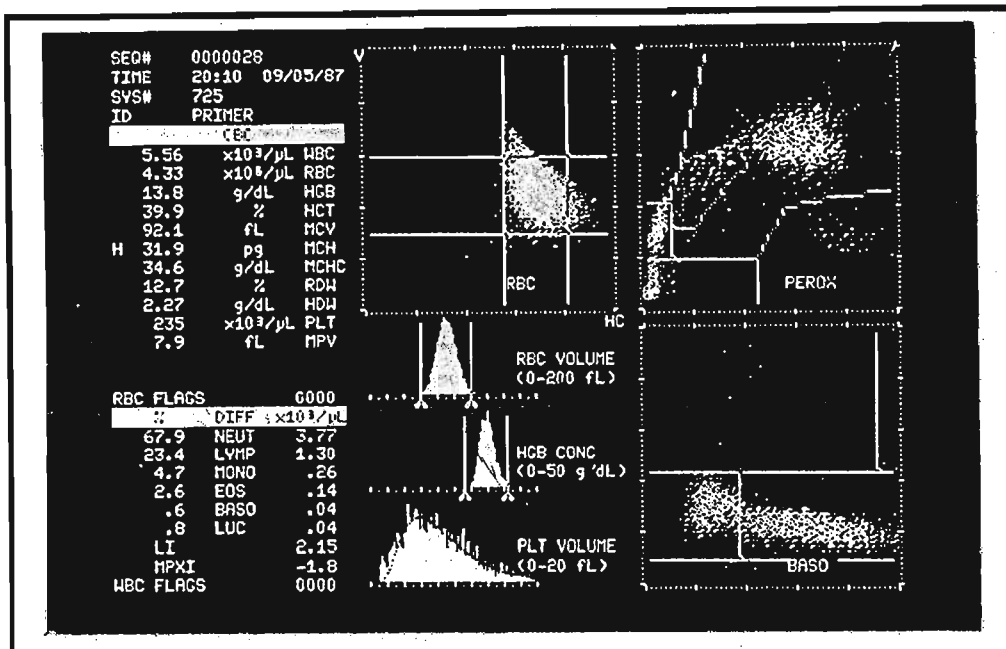 SEQ# 0000028
TIME 20:10 09/05/87
SYS# 725
ID PRIMER
CBC
5.56 x10³/µL WBC
4.33 x10⁶/µL RBC
13.8 g/dL HGB
39.9 % HCT
92.1 fL MCV
H 31.9 pg MCH
34.6 g/dL MCHC
12.7 % RDW
2.27 g/dL HDW
235 x10³/µL PLT
7.9 fL MPV
RBC FLAGS 0000
% DIFF x10³/µL
67.9 NEUT 3.77
23.4 LYMP 1.30
4.7 MONO .26
2.6 EOS .14
.6 BASO .04
.8 LUC .04
LI 2.15
MPXI -1.8
WBC FLAGS 0000
V
RBC
HC
PEROX
RBC VOLUME
(0-200 fL)
HGB CONC
(0-50 g/dL)
PLT VOLUME
(0-20 fL)
BASO